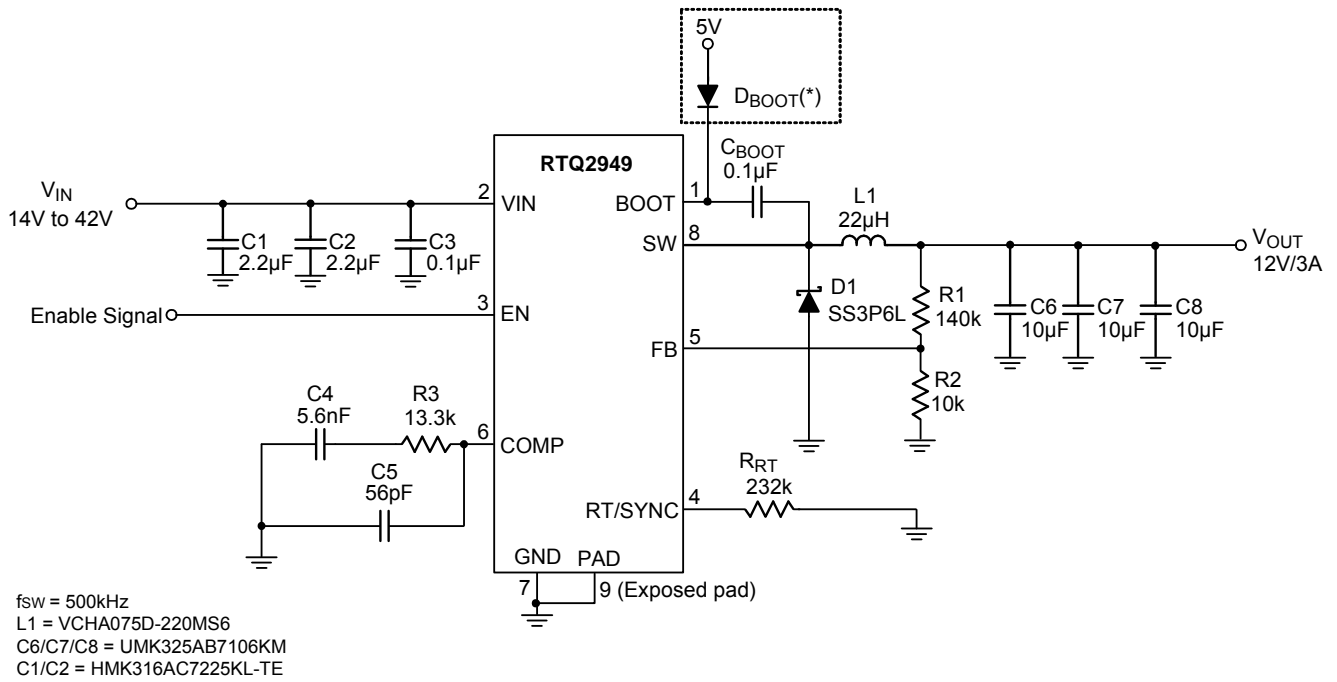 5V
DBOOT(*)
RTQ2949
CBOOT
0.1µF
VIN
14V to 42V
2
VIN
BOOT
1
L1
22µH
SW
8
VOUT
12V/3A
C1
2.2µF
C2
2.2µF
C3
0.1µF
Enable Signal
3
EN
D1
SS3P6L
R1
140k
C6
10µF
C7
10µF
C8
10µF
FB
5
R2
10k
C4
5.6nF
R3
13.3k
6
COMP
C5
56pF
RRT
232k
RT/SYNC
4
GND
PAD
7
9 (Exposed pad)
fSW = 500kHz
L1 = VCHA075D-220MS6
C6/C7/C8 = UMK325AB7106KM
C1/C2 = HMK316AC7225KL-TE